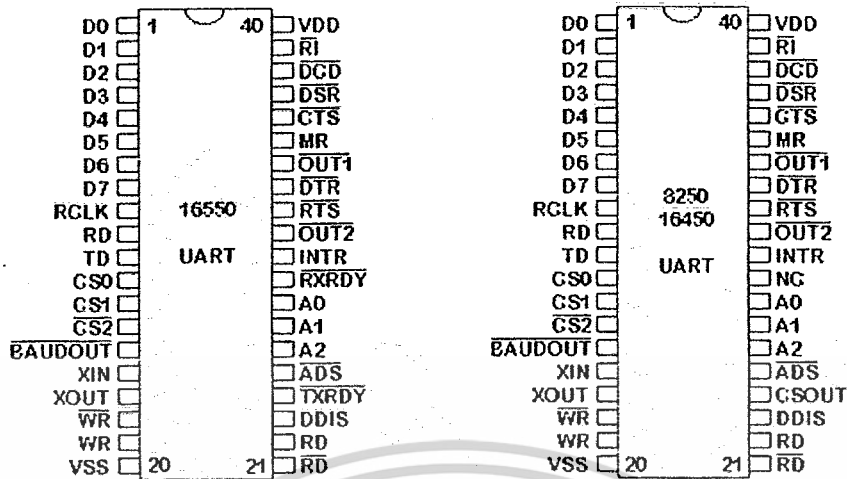 D0 1 40 VDD
D1 RI
D2 DCD
D3 DSR
D4 CTS
D5 MR
D6 OUT1
D7 DTR
RCLK 16550 RTS
RD OUT2
TD UART INTR
CS0 RXRDY
CS1 A0
CS2 A1
BAUDOUT A2
XIN ADS
XOUT TXRDY
WR DDIS
WR RD
VSS 20 21 RD
D0 1 40 VDD
D1 RI
D2 DCD
D3 DSR
D4 CTS
D5 MR
D6 OUT1
D7 8250 DTR
RCLK 16450 RTS
RD OUT2
TD UART INTR
CS0 NC
CS1 A0
CS2 A1
BAUDOUT A2
XIN ADS
XOUT CSOUT
WR DDIS
WR RD
VSS 20 21 RD